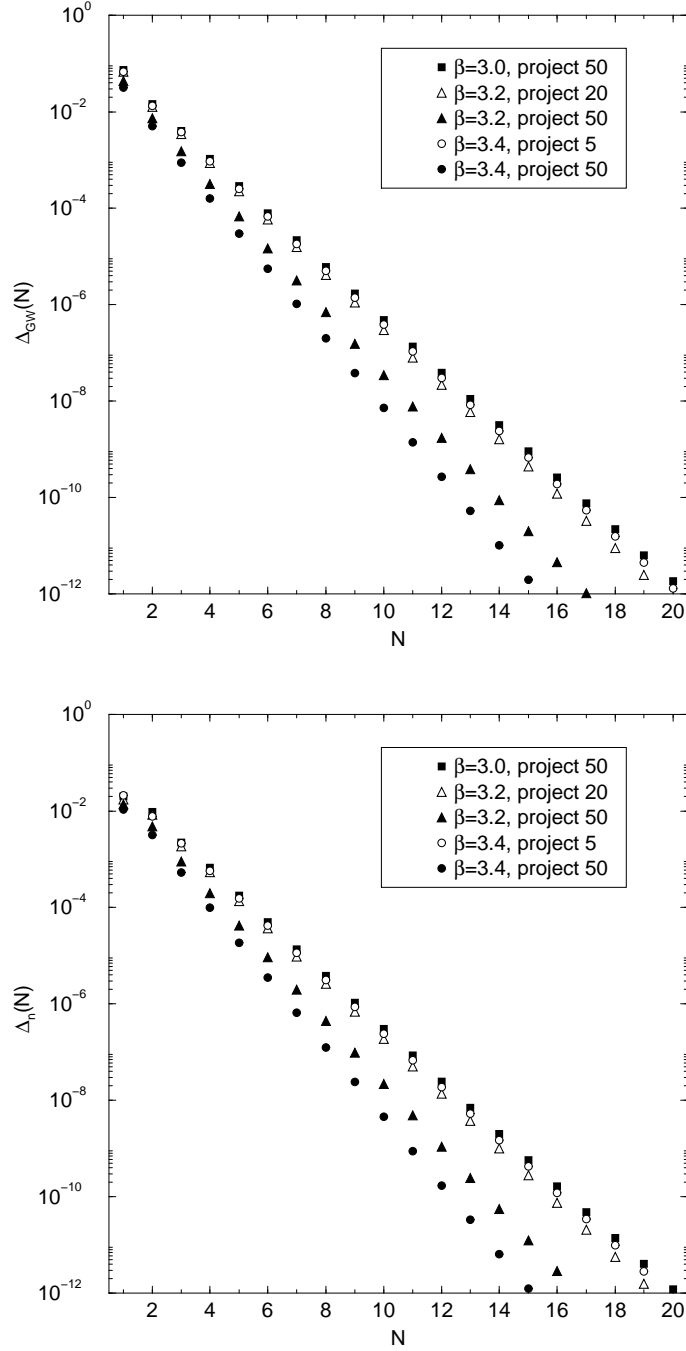 10^0
10^-2
10^-4
10^-6
10^-8
10^-10
10^-12
Δ_GW(N)
β=3.0, project 50
β=3.2, project 20
β=3.2, project 50
β=3.4, project 5
β=3.4, project 50
2 4 6 8 10 12 14 16 18 20
N
10^0
10^-2
10^-4
10^-6
10^-8
10^-10
10^-12
Δ_n(N)
β=3.0, project 50
β=3.2, project 20
β=3.2, project 50
β=3.4, project 5
β=3.4, project 50
2 4 6 8 10 12 14 16 18 20
N